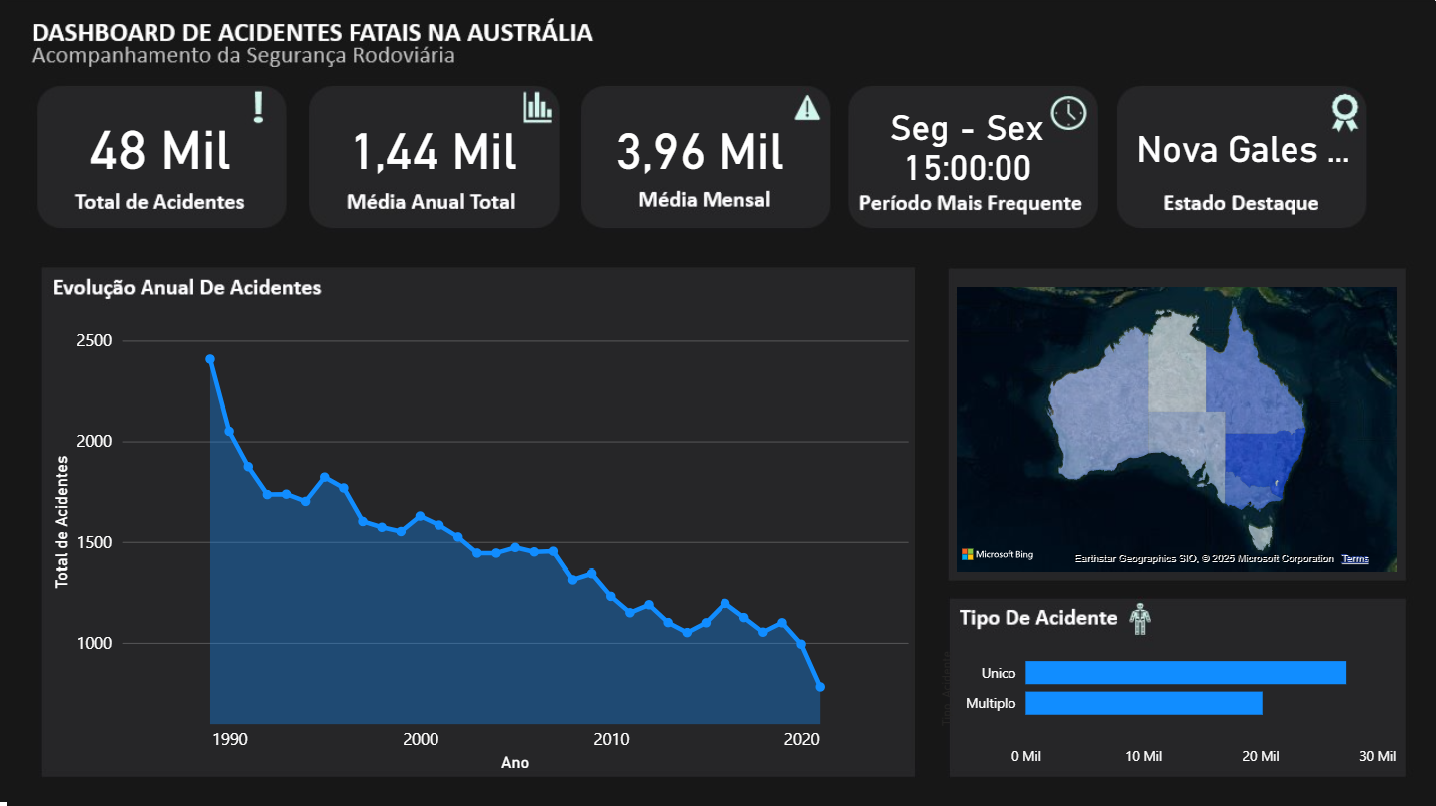 DASHBOARD DE ACIDENTES FATAIS NA AUSTRÁLIA
Acompanhamento da Segurança Rodoviária
48 Mil
Total de Acidentes
1,44 Mil
Média Anual Total
3,96 Mil
Média Mensal
Seg - Sex
15:00:00
Período Mais Frequente
Nova Gales ...
Estado Destaque
Evolução Anual De Acidentes
2500
2000
1500
1000
Total de Acidentes
1990
2000
2010
2020
Ano
Microsoft Bing
Earthstar Geographics SIO, © 2025 Microsoft Corporation Terms
Tipo De Acidente
Tipo Acidente
Unico
Multiplo
0 Mil
10 Mil
20 Mil
30 Mil